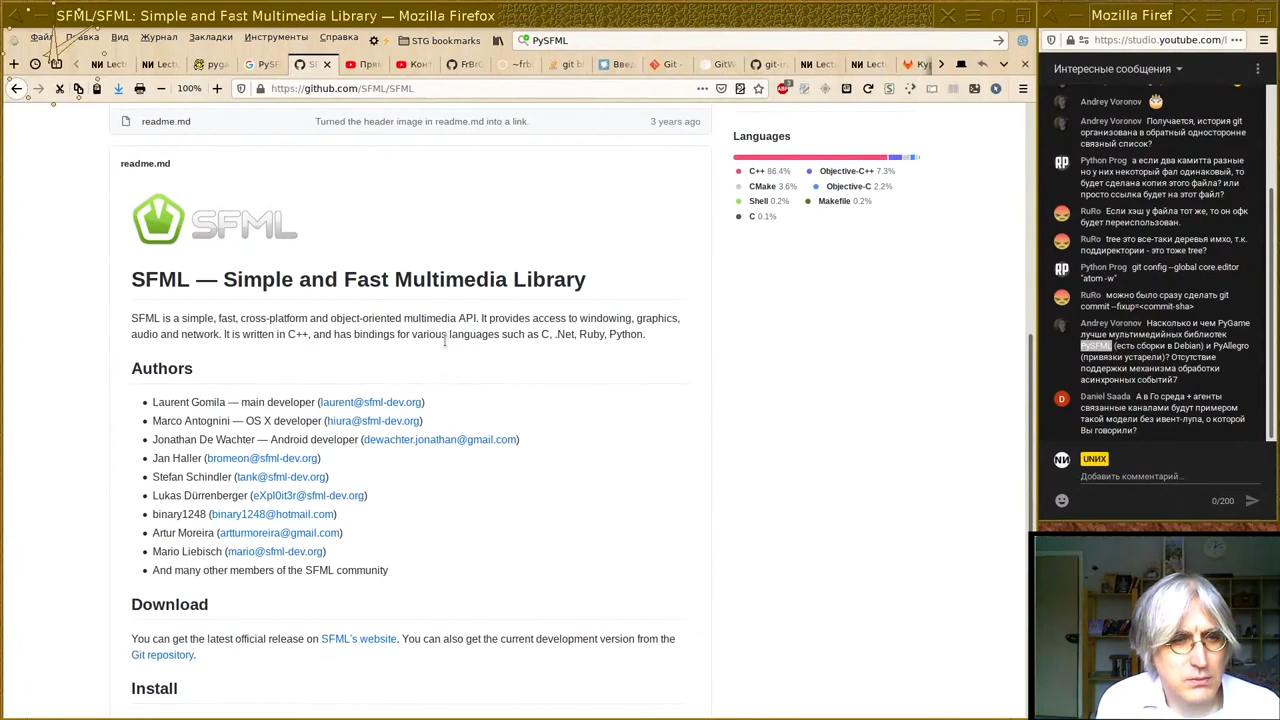 SFML/SFML: Simple and Fast Multimedia Library — Mozilla Firefox
Файл Правка Вид Журнал Закладки Инструменты Справка
STG bookmarks
PySFML
100%
https://github.com/SFML/SFML
readme.md
Turned the header image in readme.md into a link.
3 years ago
readme.md
SFML
SFML — Simple and Fast Multimedia Library
SFML is a simple, fast, cross-platform and object-oriented multimedia API. It provides access to windowing, graphics,
audio and network. It is written in C++, and has bindings for various languages such as C, .Net, Ruby, Python.
Authors
Laurent Gomila — main developer (laurent@sfml-dev.org)
Marco Antognini — OS X developer (hiura@sfml-dev.org)
Jonathan De Wachter — Android developer (dewachter.jonathan@gmail.com)
Jan Haller (bromeon@sfml-dev.org)
Stefan Schindler (tank@sfml-dev.org)
Lukas Dürrenberger (eXpl0it3r@sfml-dev.org)
binary1248 (binary1248@hotmail.com)
Artur Moreira (artturmoreira@gmail.com)
Mario Liebisch (mario@sfml-dev.org)
And many other members of the SFML community
Download
You can get the latest official release on SFML's website. You can also get the current development version from the
Git repository.
Install
Languages
C++ 86.4%
Objective-C++ 7.3%
CMake 3.6%
Objective-C 2.2%
Shell 0.2%
Makefile 0.2%
C 0.1%
Mozilla Firef
https://studio.youtube.com/l
Интересные сообщения
Andrey Voronov
Andrey Voronov Получается, история git
организована в обратный односторонне
связный список?
Python Prog а если два камитта разные
но у них некоторый фал одинаковый, то
будет сделана копия этого файла? или
просто ссылка будет на этот файл?
RuRo Если хэш у файла тот же, то он офк
будет переиспользован.
RuRo tree это все-таки деревья имхо, т.к.
поддиректории - это тоже tree?
Python Prog git config --global core.editor
"atom -w"
RuRo можно было сразу сделать git
commit --fixup=<commit-sha>
Andrey Voronov Насколько и чем PyGame
лучше мультимедийных библиотек
PySFML (есть сборки в Debian) и PyAllegro
(привязки устарели)? Отсутствие
поддержки механизма обработки
асинхронных событий?
Daniel Saada А в Го среда + агенты
связанные каналами будут примером
такой модели без ивент-лупа, о которой
Вы говорили?
UNИX
Добавить комментарий...
0/200